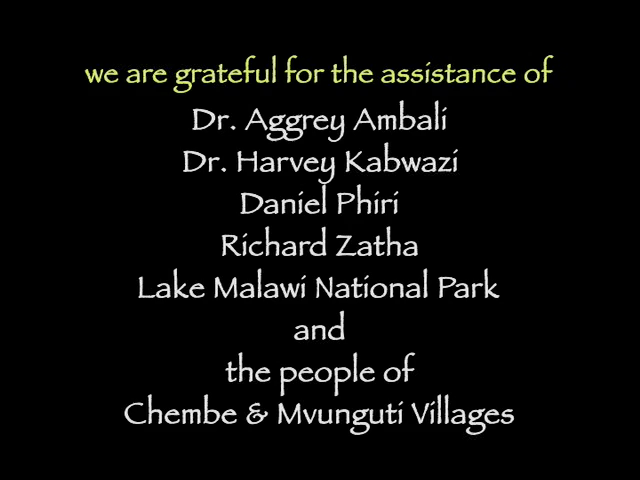 we are grateful for the assistance of
Dr. Aggrey Ambali
Dr. Harvey Kabwazi
Daniel Phiri
Richard Zatha
Lake Malawi National Park
and
the people of
Chembe & Mvunguti Villages